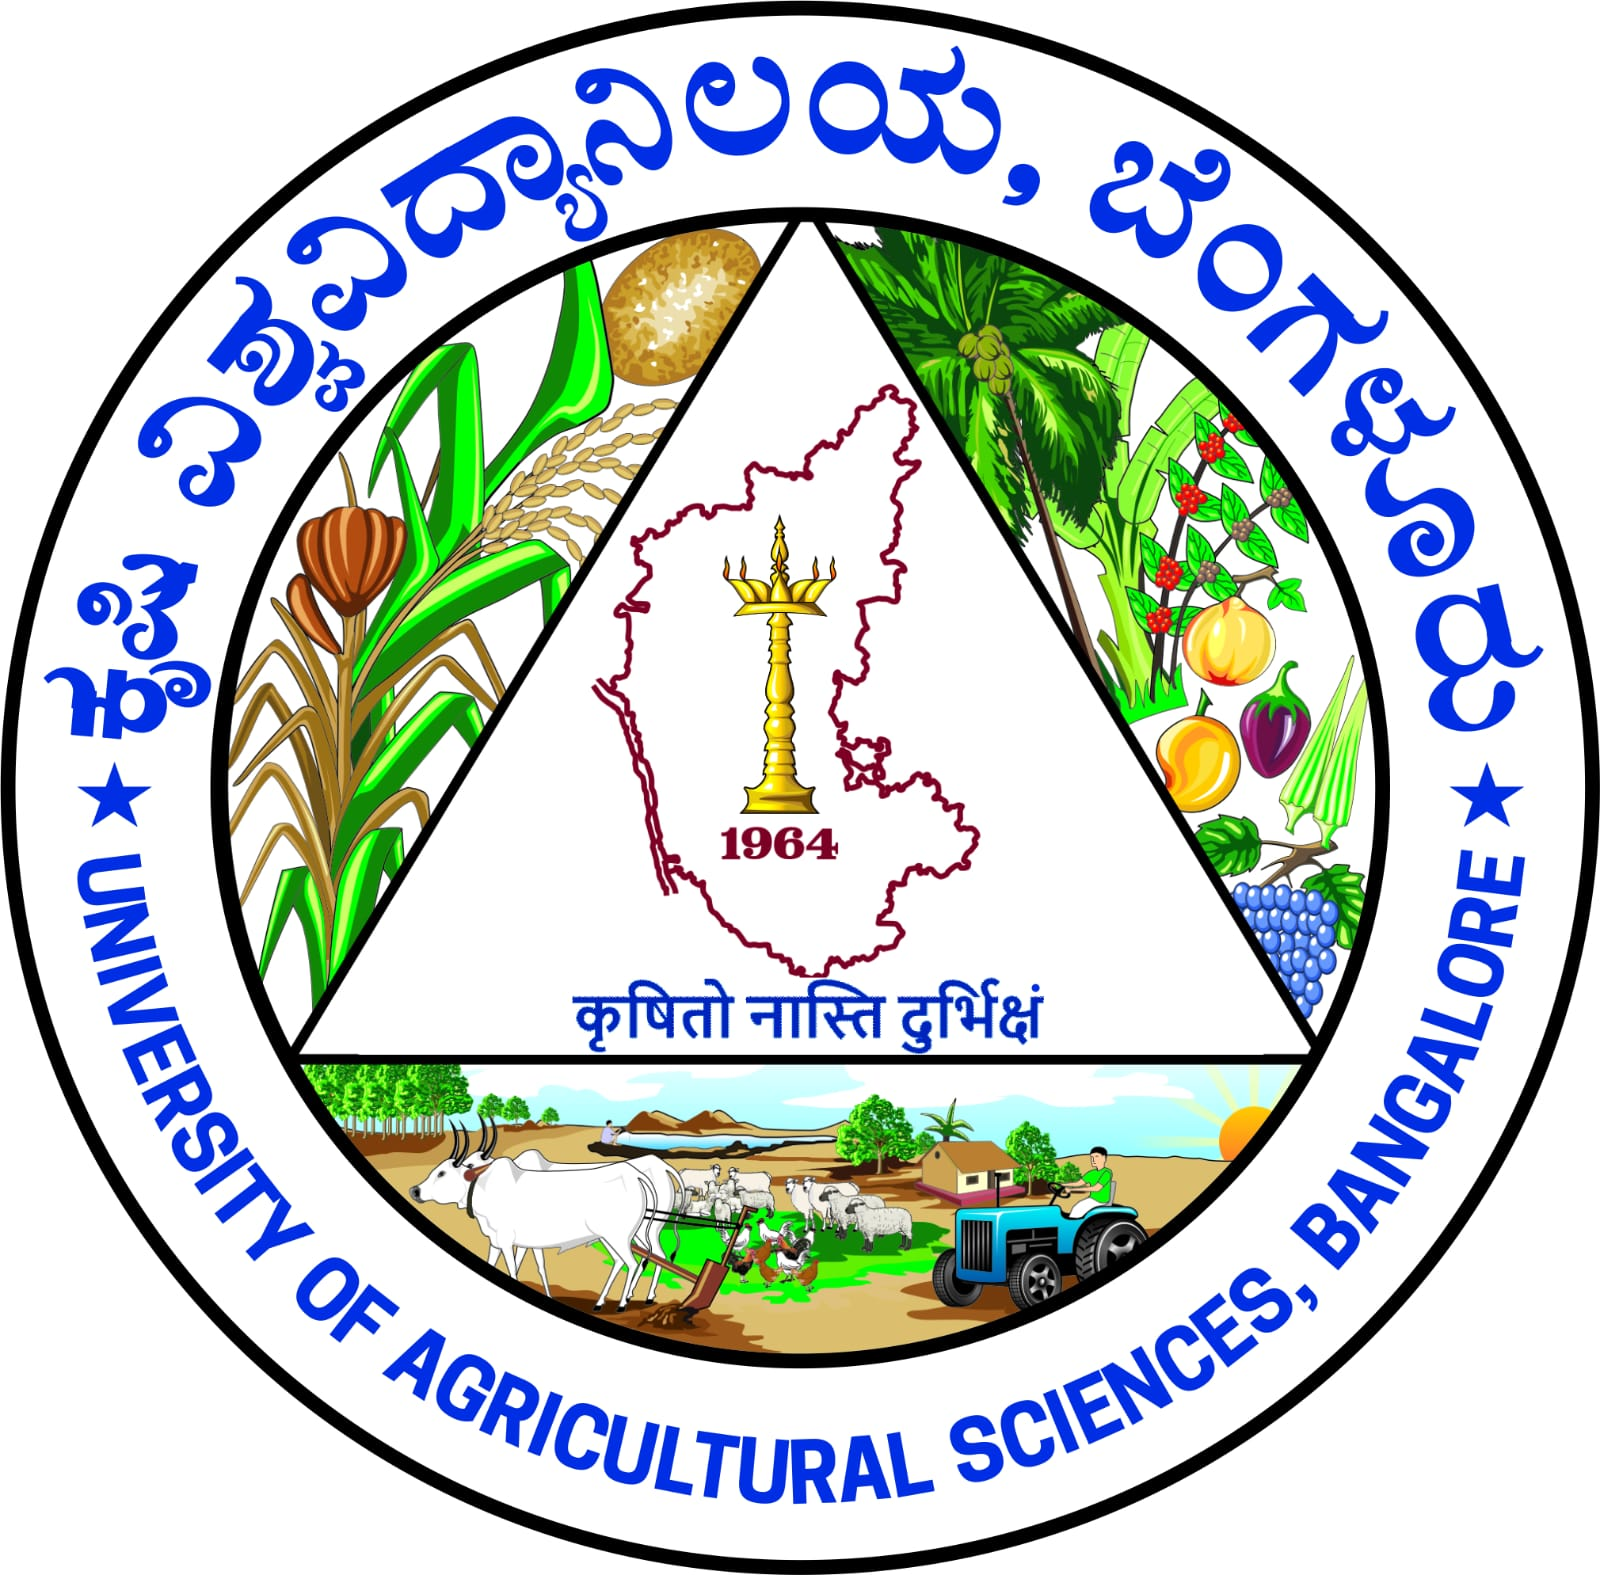 ಕೃಷಿ ವಿಶ್ವವಿದ್ಯಾನಿಲಯ, ಬೆಂಗಳೂರು
1964
कृषितो नास्ति दुर्भिक्षं
★ UNIVERSITY OF AGRICULTURAL SCIENCES, BANGALORE ★